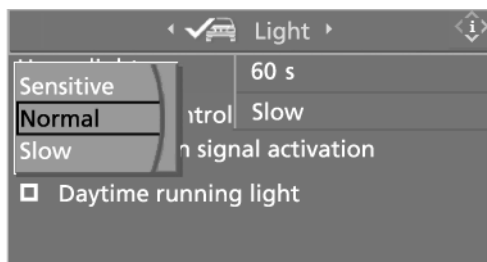 Light
60 s
Sensitive
Normal
Slow
ntrol Slow
n signal activation
Daytime running light